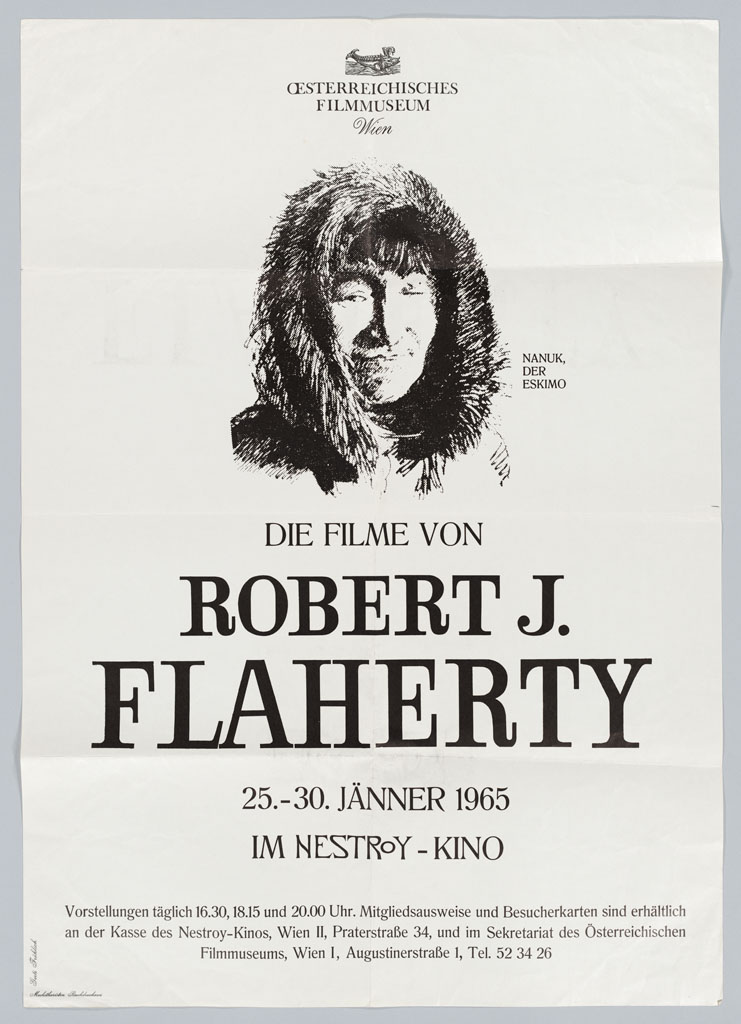 ŒSTERREICHISCHES
FILMMUSEUM
Wien
NANUK,
DER
ESKIMO
DIE FILME VON
ROBERT J.
FLAHERTY
25.-30. JÄNNER 1965
IM NESTROY-KINO
Vorstellungen täglich 16.30, 18.15 und 20.00 Uhr. Mitgliedsausweise und Besucherkarten sind erhältlich
an der Kasse des Nestroy-Kinos, Wien II, Praterstraße 34, und im Sekretariat des Österreichischen
Filmmuseums, Wien I, Augustinerstraße 1, Tel. 52 34 26